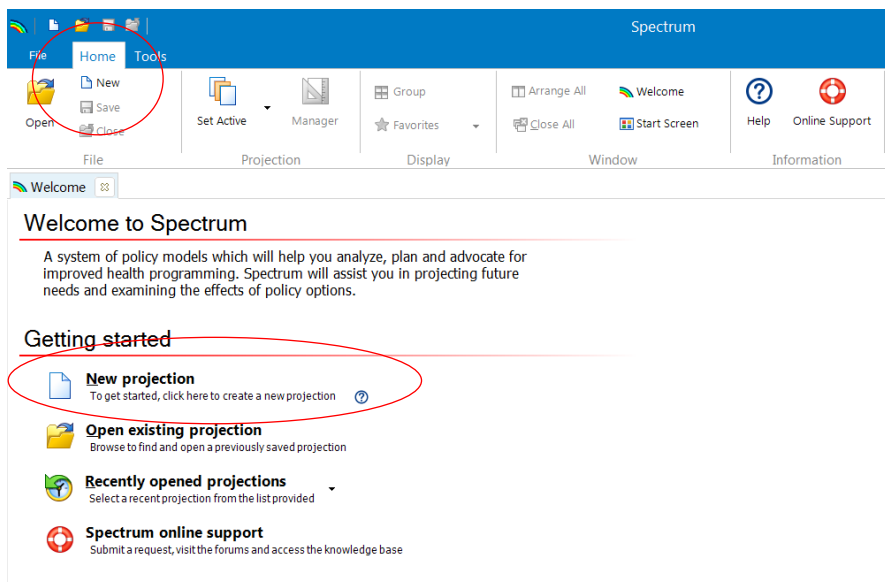 Spectrum
File Home Tools
Open
New
Save
Close
Set Active
Manager
Group
Favorites
Arrange All
Close All
Welcome
Start Screen
Help
Online Support
File Projection Display Window Information
Welcome
Welcome to Spectrum
A system of policy models which will help you analyze, plan and advocate for
improved health programming. Spectrum will assist you in projecting future
needs and examining the effects of policy options.
Getting started
New projection
To get started, click here to create a new projection
Open existing projection
Browse to find and open a previously saved projection
Recently opened projections
Select a recent projection from the list provided
Spectrum online support
Submit a request, visit the forums and access the knowledge base